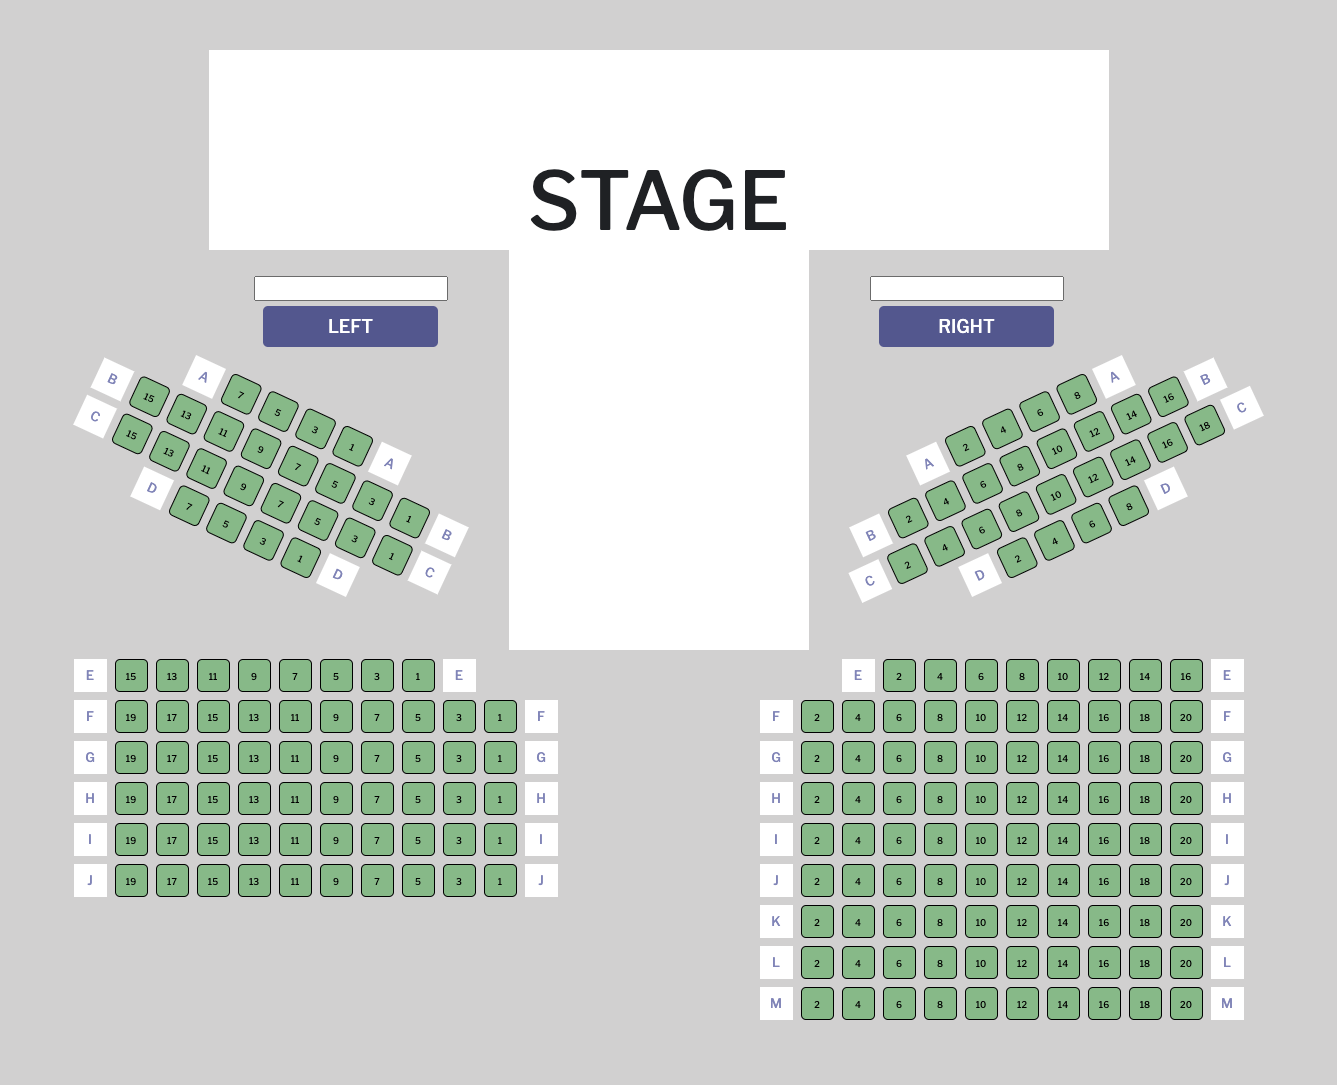 STAGE
LEFT
RIGHT
A 7 5 3 1 A
B 15 13 11 9 7 5 3 1 B
C 15 13 11 9 7 5 3 1 C
D 7 5 3 1 D
A 2 4 6 8 A
B 2 4 6 8 10 12 14 16 B
C 2 4 6 8 10 12 14 16 18 C
D 2 4 6 8 D
E 15 13 11 9 7 5 3 1 E
F 19 17 15 13 11 9 7 5 3 1 F
G 19 17 15 13 11 9 7 5 3 1 G
H 19 17 15 13 11 9 7 5 3 1 H
I 19 17 15 13 11 9 7 5 3 1 I
J 19 17 15 13 11 9 7 5 3 1 J
E 2 4 6 8 10 12 14 16 E
F 2 4 6 8 10 12 14 16 18 20 F
G 2 4 6 8 10 12 14 16 18 20 G
H 2 4 6 8 10 12 14 16 18 20 H
I 2 4 6 8 10 12 14 16 18 20 I
J 2 4 6 8 10 12 14 16 18 20 J
K 2 4 6 8 10 12 14 16 18 20 K
L 2 4 6 8 10 12 14 16 18 20 L
M 2 4 6 8 10 12 14 16 18 20 M